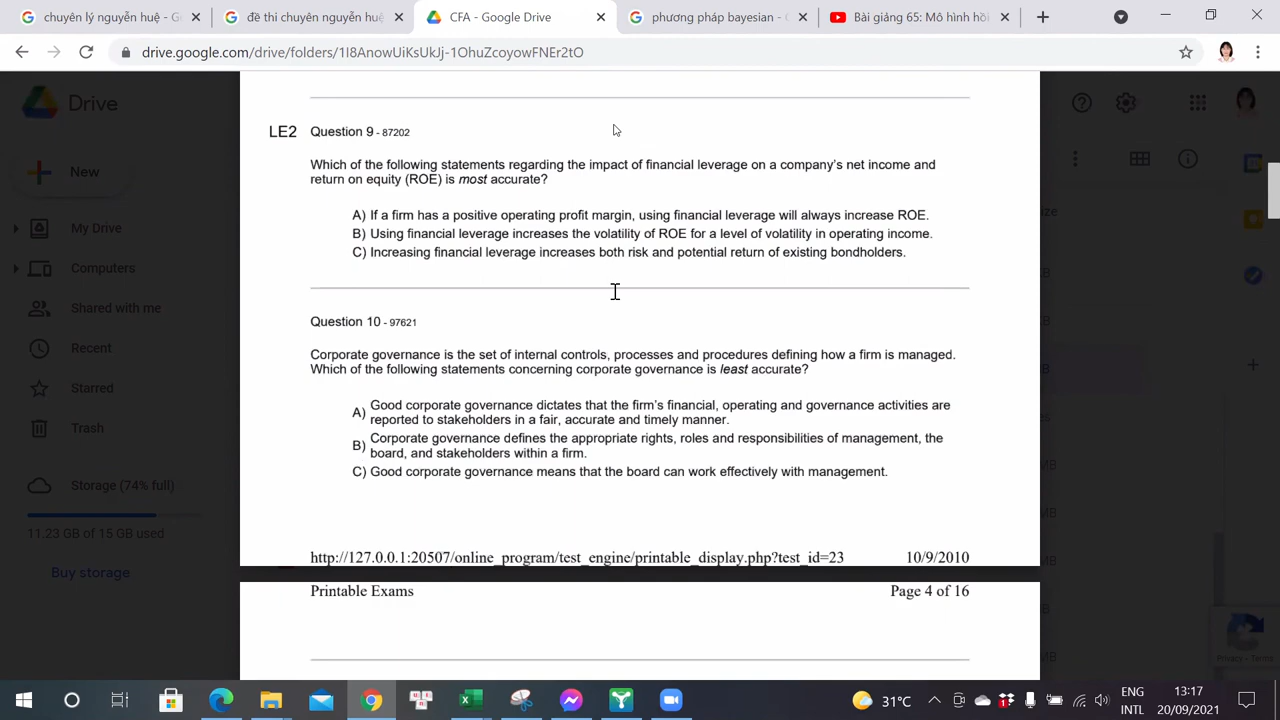 chuyên lý nguyễn huệ - G
đề thi chuyên nguyễn huệ
CFA - Google Drive
phương pháp bayesian - G
Bài giảng 65: Mô hình hồi
drive.google.com/drive/folders/1I8AnowUiKsUkJj-1OhuZcoyowFNEr2tO
Drive
New
My Drive
Computers
Shared with me
Recent
Starred
Trash
Storage (74% full)
11.23 GB of 15 GB used
Buy storage
LE2 Question 9 - 87202
Which of the following statements regarding the impact of financial leverage on a company's net income and
return on equity (ROE) is most accurate?
A) If a firm has a positive operating profit margin, using financial leverage will always increase ROE.
B) Using financial leverage increases the volatility of ROE for a level of volatility in operating income.
C) Increasing financial leverage increases both risk and potential return of existing bondholders.
Question 10 - 97621
Corporate governance is the set of internal controls, processes and procedures defining how a firm is managed.
Which of the following statements concerning corporate governance is least accurate?
A) Good corporate governance dictates that the firm's financial, operating and governance activities are
reported to stakeholders in a fair, accurate and timely manner.
B) Corporate governance defines the appropriate rights, roles and responsibilities of management, the
board, and stakeholders within a firm.
C) Good corporate governance means that the board can work effectively with management.
http://127.0.0.1:20507/online_program/test_engine/printable_display.php?test_id=23 10/9/2010
Printable Exams Page 4 of 16
Privacy - Terms
31°C
ENG
INTL
13:17
20/09/2021